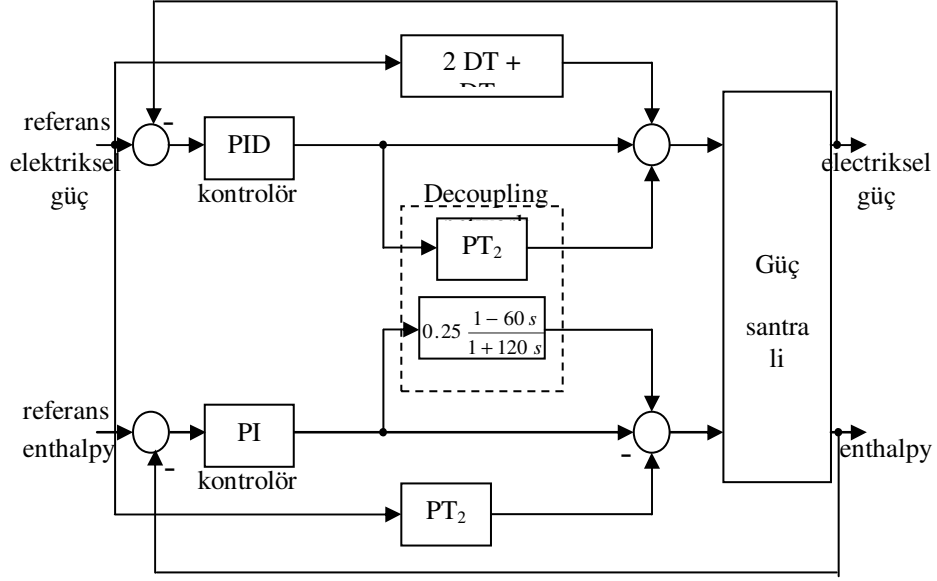 2 DT +
referans
elektriksel
güç
-
PID
kontrolör
electriksel
güç
Decoupling
PT₂
Güç
santra
li
0.25 1 − 60 s / 1 + 120 s
referans
enthalpy
-
PI
kontrolör
-
enthalpy
PT₂